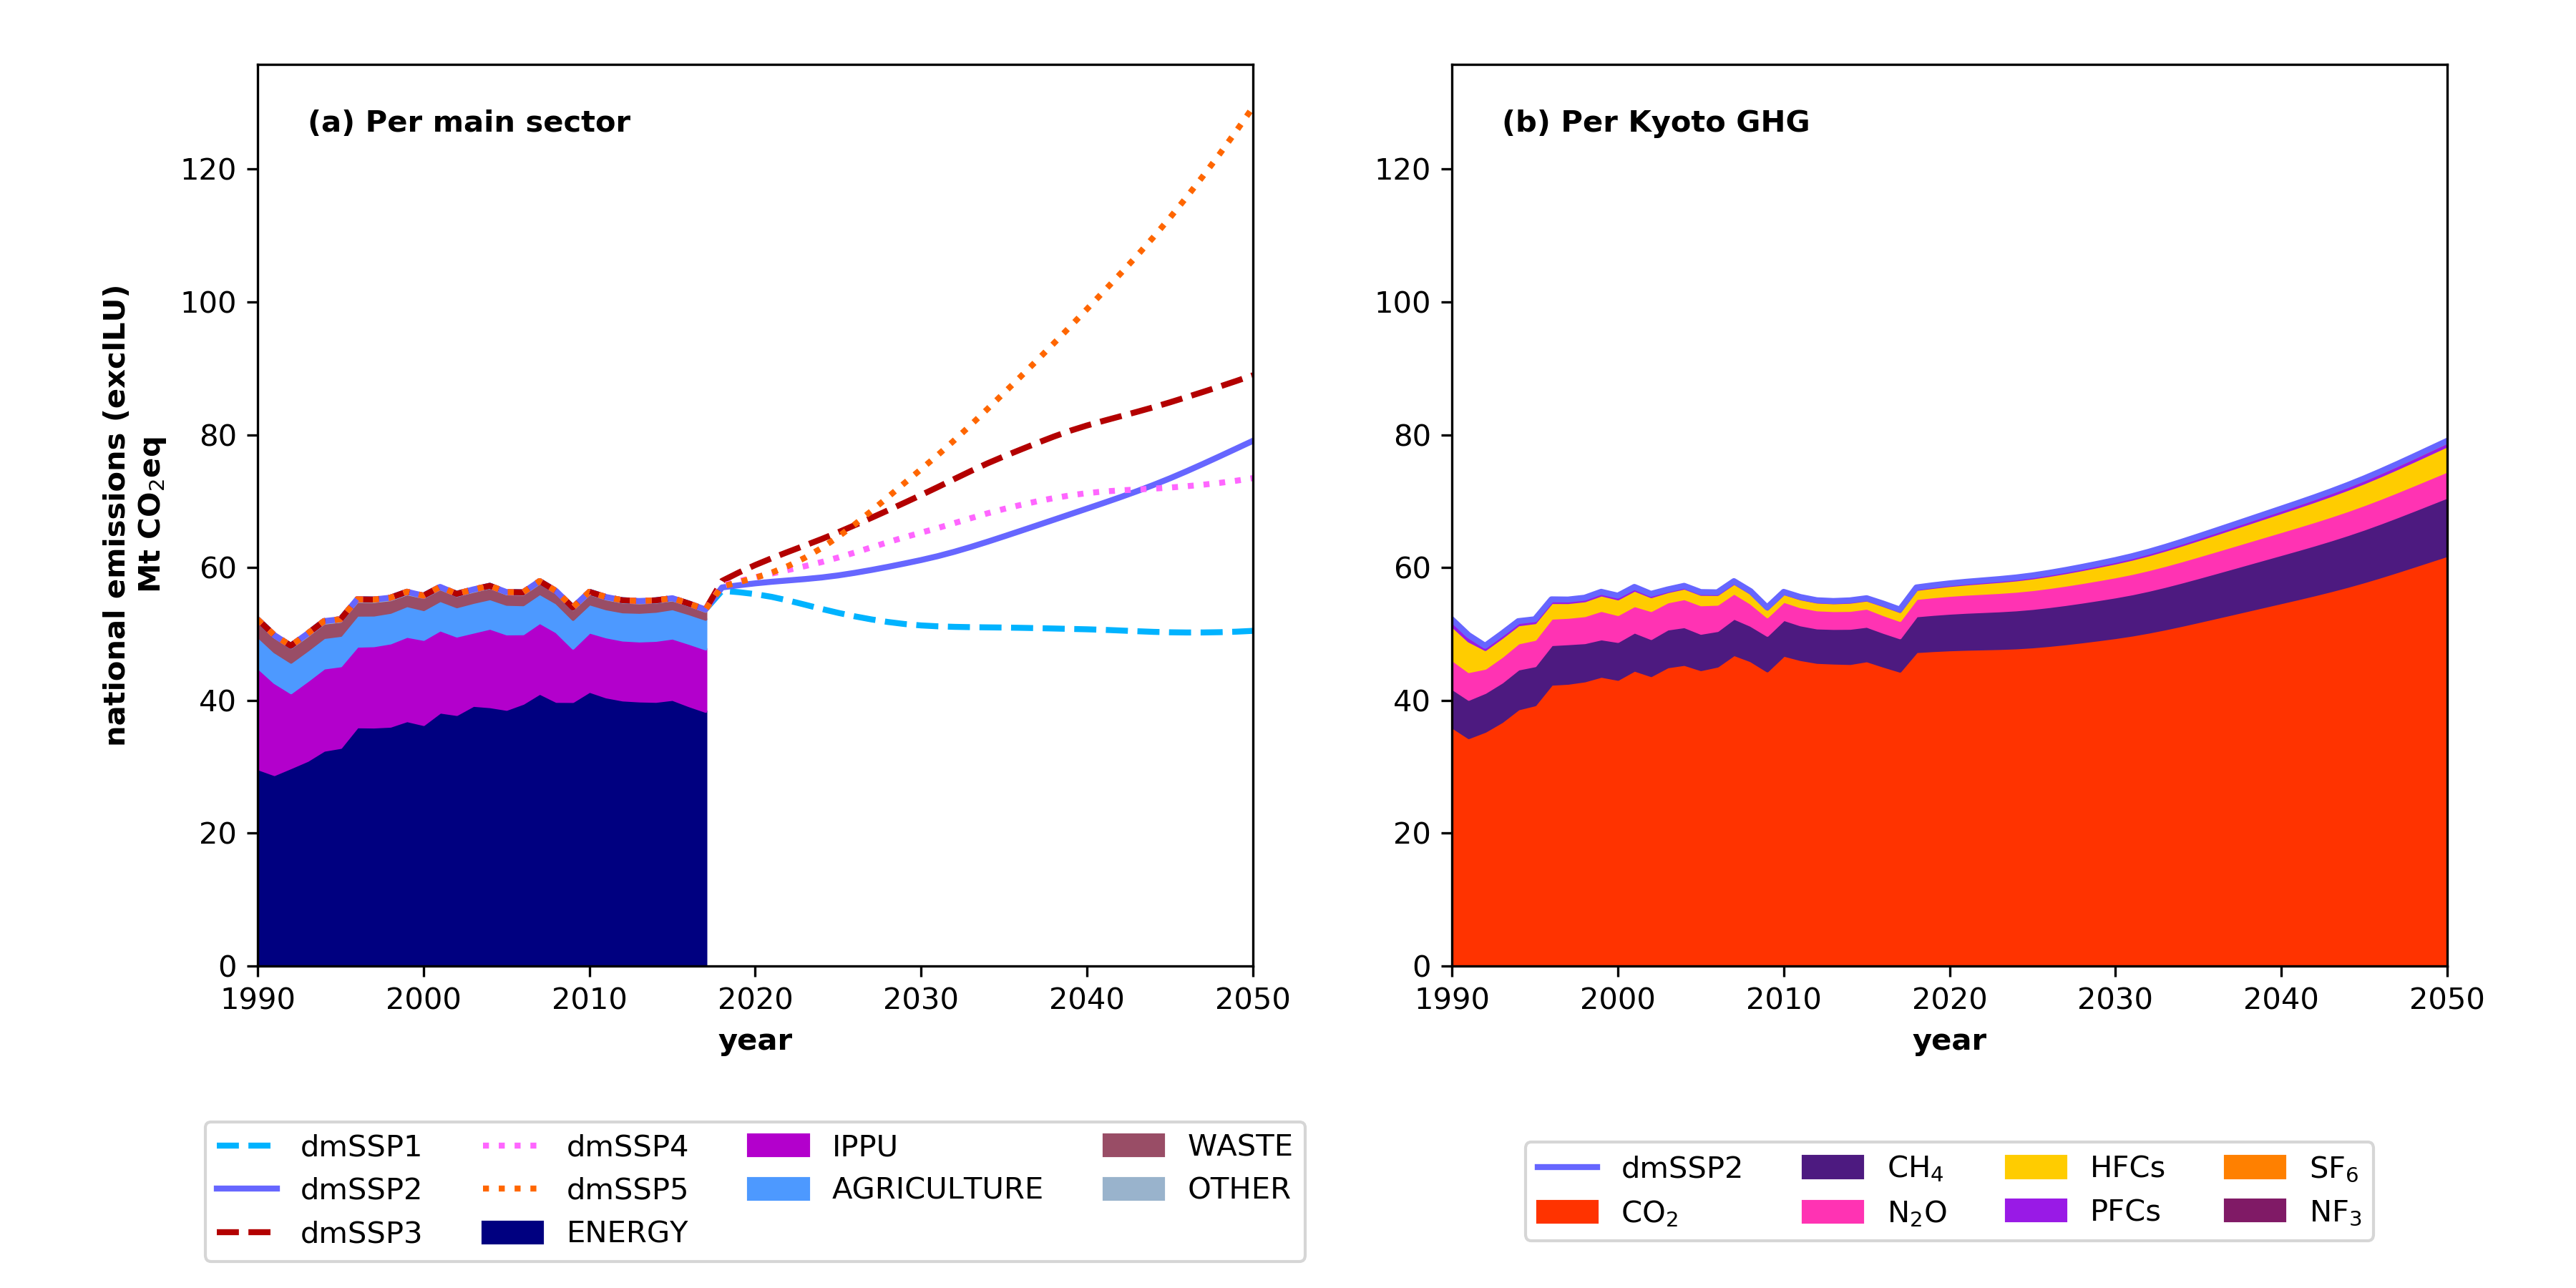 (a) Per main sector
national emissions (exclLU)
Mt CO₂eq
120
100
80
60
40
20
0
1990 2000 2010 2020 2030 2040 2050
year
dmSSP1 dmSSP4 IPPU WASTE
dmSSP2 dmSSP5 AGRICULTURE OTHER
dmSSP3 ENERGY
(b) Per Kyoto GHG
120
100
80
60
40
20
0
1990 2000 2010 2020 2030 2040 2050
year
dmSSP2 CH₄ HFCs SF₆
CO₂ N₂O PFCs NF₃